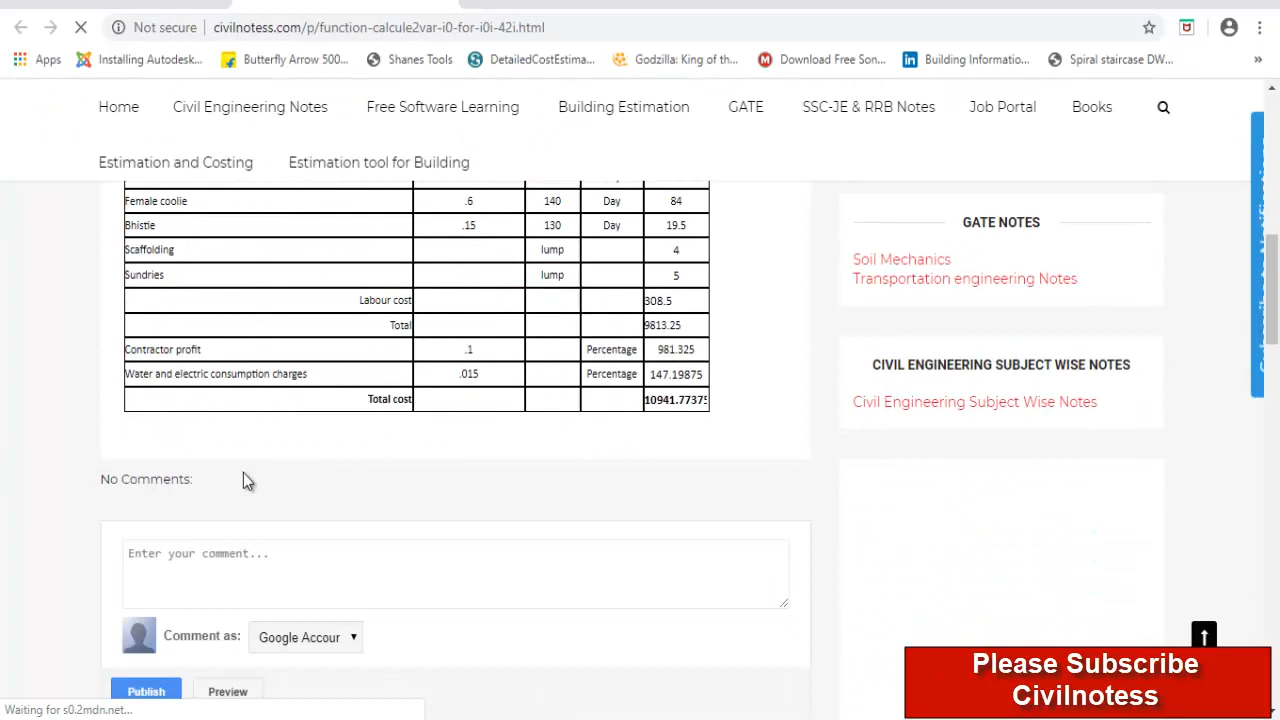 Not secure | civilnotess.com/p/function-calcule2var-i0-for-i0i-42i.html
Apps Installing Autodesk... Butterfly Arrow 500... Shanes Tools DetailedCostEstima... Godzilla: King of th... Download Free Son... Building Informatio... Spiral staircase DW... »
Home Civil Engineering Notes Free Software Learning Building Estimation GATE SSC-JE & RRB Notes Job Portal Books
Estimation and Costing Estimation tool for Building
Female coolie .6 140 Day 84
Bhistie .15 130 Day 19.5
Scaffolding lump 4
Sundries lump 5
Labour cost 308.5
Total 9813.25
Contractor profit .1 Percentage 981.325
Water and electric consumption charges .015 Percentage 147.19875
Total cost 10941.77375
GATE NOTES
Soil Mechanics
Transportation engineering Notes
CIVIL ENGINEERING SUBJECT WISE NOTES
Civil Engineering Subject Wise Notes
No Comments:
Enter your comment...
Comment as: Google Accour
Publish Preview
Waiting for s0.2mdn.net...
Please Subscribe
Civilnotess